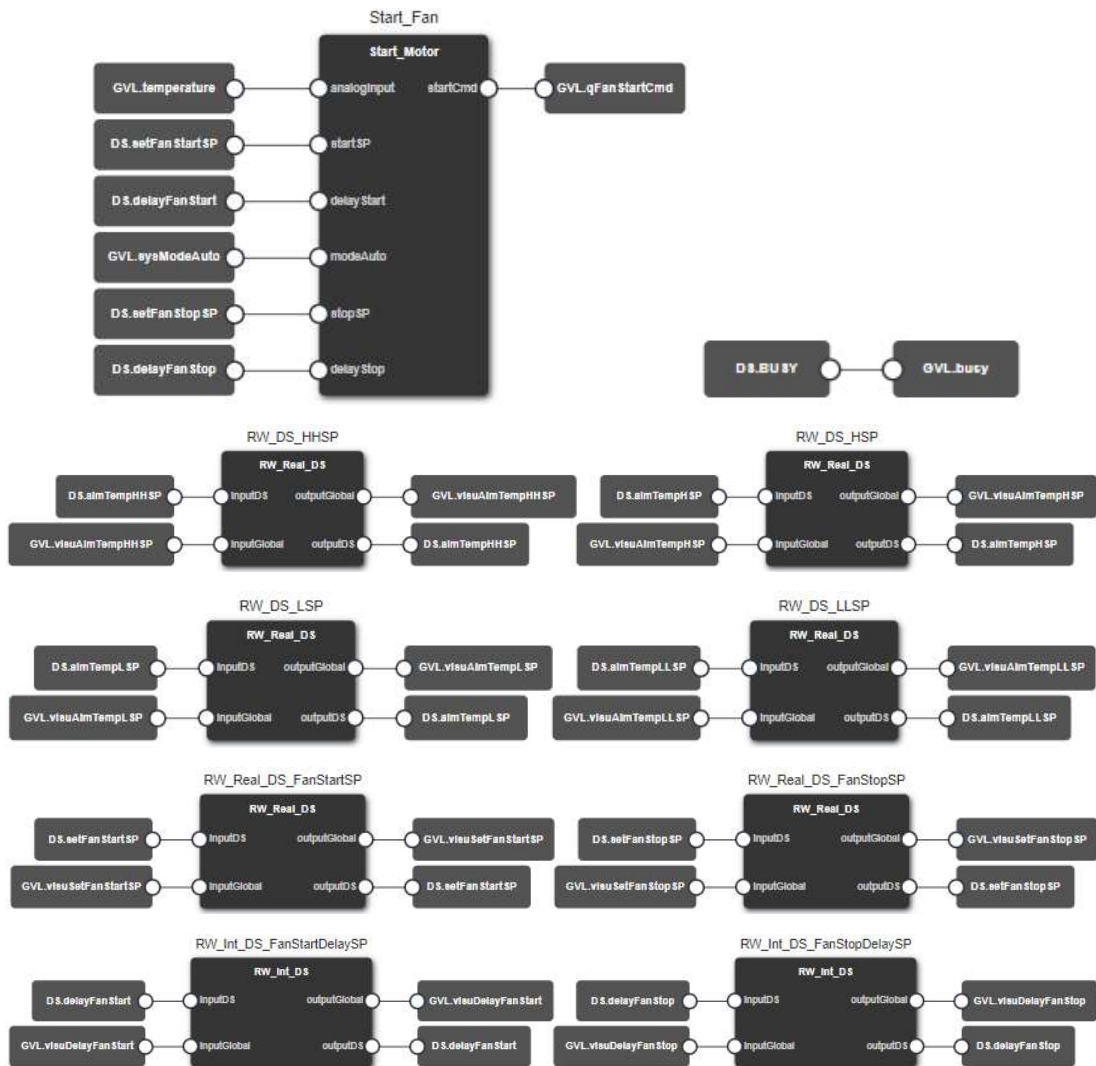 Start_Fan
Start_Motor
GVL.temperature analogInput startCmd GVL.qFanStartCmd
DS.setFanStartSP startSP
DS.delayFanStart delayStart
GVL.sysModeAuto modeAuto
DS.setFanStopSP stopSP
DS.delayFanStop delayStop
DS.BUSY GVL.busy
RW_DS_HHSP RW_DS_HSP
RW_Real_DS RW_Real_DS
DS.almTempHHSP InputDS outputGlobal GVL.visuAlmTempHHSP DS.almTempHSP InputDS outputGlobal GVL.visuAlmTempHSP
GVL.visuAlmTempHHSP InputGlobal outputDS DS.almTempHHSP GVL.visuAlmTempHSP InputGlobal outputDS DS.almTempHSP
RW_DS_LSP RW_DS_LLSP
RW_Real_DS RW_Real_DS
DS.almTempLSP InputDS outputGlobal GVL.visuAlmTempLSP DS.almTempLLSP InputDS outputGlobal GVL.visuAlmTempLLSP
GVL.visuAlmTempLSP InputGlobal outputDS DS.almTempLSP GVL.visuAlmTempLLSP InputGlobal outputDS DS.almTempLLSP
RW_Real_DS_FanStartSP RW_Real_DS_FanStopSP
RW_Real_DS RW_Real_DS
DS.setFanStartSP InputDS outputGlobal GVL.visuSetFanStartSP DS.setFanStopSP InputDS outputGlobal GVL.visuSetFanStopSP
GVL.visuSetFanStartSP InputGlobal outputDS DS.setFanStartSP GVL.visuSetFanStopSP InputGlobal outputDS DS.setFanStopSP
RW_Int_DS_FanStartDelaySP RW_Int_DS_FanStopDelaySP
RW_Int_DS RW_Int_DS
DS.delayFanStart InputDS outputGlobal GVL.visuDelayFanStart DS.delayFanStop InputDS outputGlobal GVL.visuDelayFanStop
GVL.visuDelayFanStart InputGlobal outputDS DS.delayFanStart GVL.visuDelayFanStop InputGlobal outputDS DS.delayFanStop